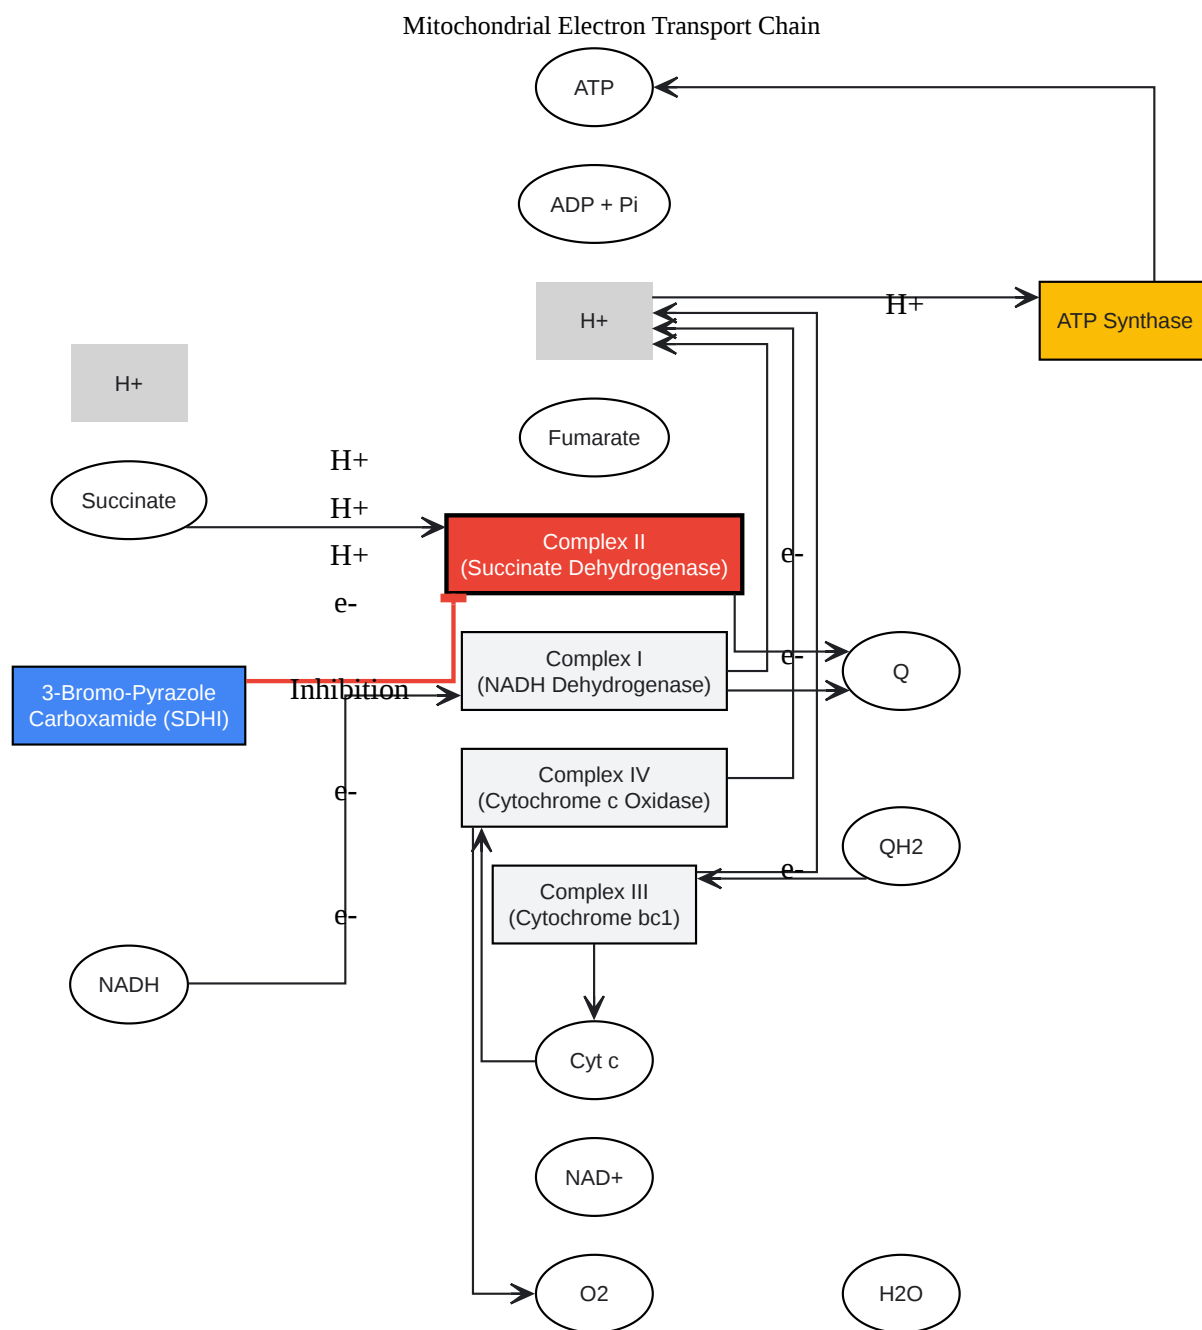 Mitochondrial Electron Transport Chain
ATP
ADP + Pi
H+
H+
ATP Synthase
H+
Fumarate
H+
Succinate
H+
H+
e-
Complex II
(Succinate Dehydrogenase)
e-
3-Bromo-Pyrazole
Carboxamide (SDHI)
Inhibition
Complex I
(NADH Dehydrogenase)
e-
Q
e-
Complex IV
(Cytochrome c Oxidase)
QH2
e-
Complex III
(Cytochrome bc1)
e-
NADH
Cyt c
NAD+
O2
H2O